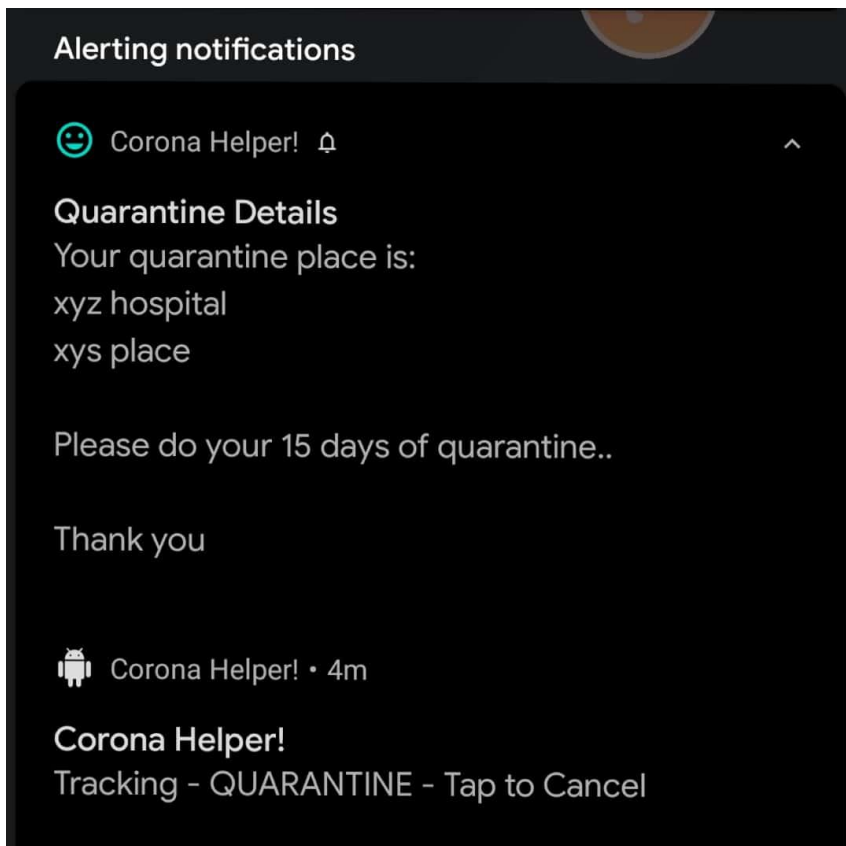 Alerting notifications
Corona Helper!
Quarantine Details
Your quarantine place is:
xyz hospital
xys place
Please do your 15 days of quarantine..
Thank you
Corona Helper! • 4m
Corona Helper!
Tracking - QUARANTINE - Tap to Cancel